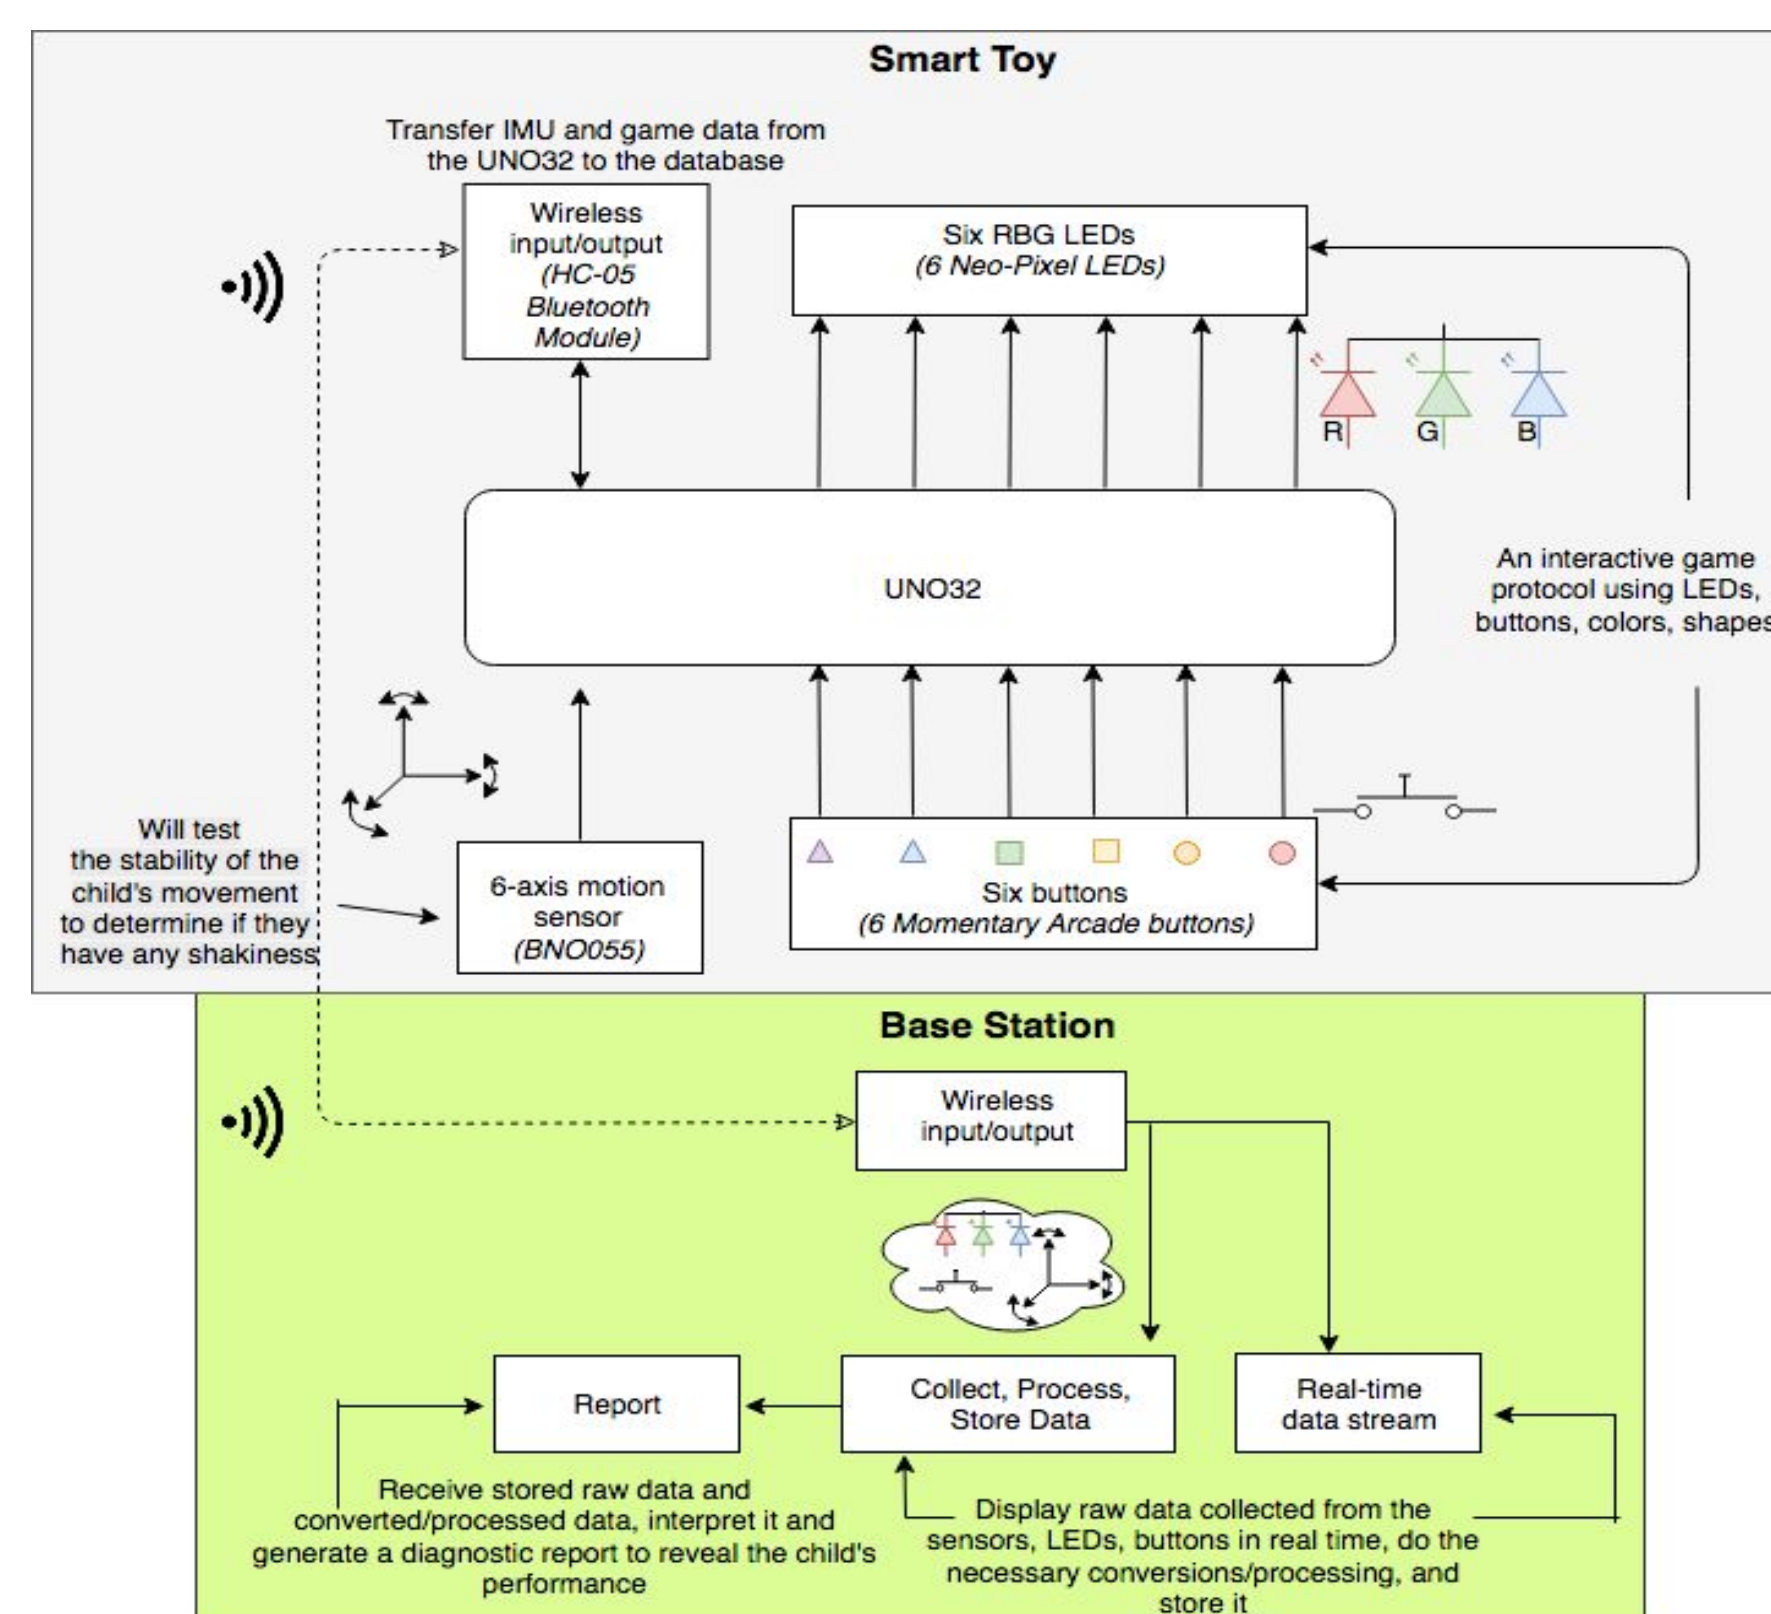 Smart Toy
Transfer IMU and game data from
the UNO32 to the database
Wireless
input/output
(HC-05
Bluetooth
Module)
Six RBG LEDs
(6 Neo-Pixel LEDs)
R
G
B
UNO32
An interactive game
protocol using LEDs,
buttons, colors, shapes
Will test
the stability of the
child's movement
to determine if they
have any shakiness
6-axis motion
sensor
(BNO055)
Six buttons
(6 Momentary Arcade buttons)
Base Station
Wireless
input/output
Report
Collect, Process,
Store Data
Real-time
data stream
Receive stored raw data and
converted/processed data, interpret it and
generate a diagnostic report to reveal the child's
performance
Display raw data collected from the
sensors, LEDs, buttons in real time, do the
necessary conversions/processing, and
store it